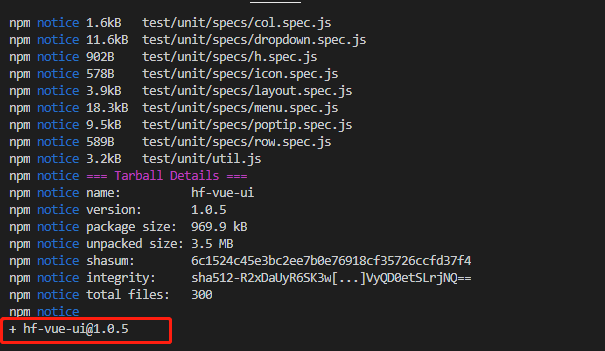 npm notice 1.6kB   test/unit/specs/col.spec.js
npm notice 11.6kB  test/unit/specs/dropdown.spec.js
npm notice 902B    test/unit/specs/h.spec.js
npm notice 578B    test/unit/specs/icon.spec.js
npm notice 3.9kB   test/unit/specs/layout.spec.js
npm notice 18.3kB  test/unit/specs/menu.spec.js
npm notice 9.5kB   test/unit/specs/poptip.spec.js
npm notice 589B    test/unit/specs/row.spec.js
npm notice 3.2kB   test/unit/util.js
npm notice === Tarball Details ===
npm notice name:          hf-vue-ui
npm notice version:       1.0.5
npm notice package size:  969.9 kB
npm notice unpacked size: 3.5 MB
npm notice shasum:        6c1524c45e3bc2ee7b0e76918cf35726ccfd37f4
npm notice integrity:     sha512-R2xDaUyR6SK3w[...]VyQD0etSLrjNQ==
npm notice total files:   300
npm notice
+ hf-vue-ui@1.0.5